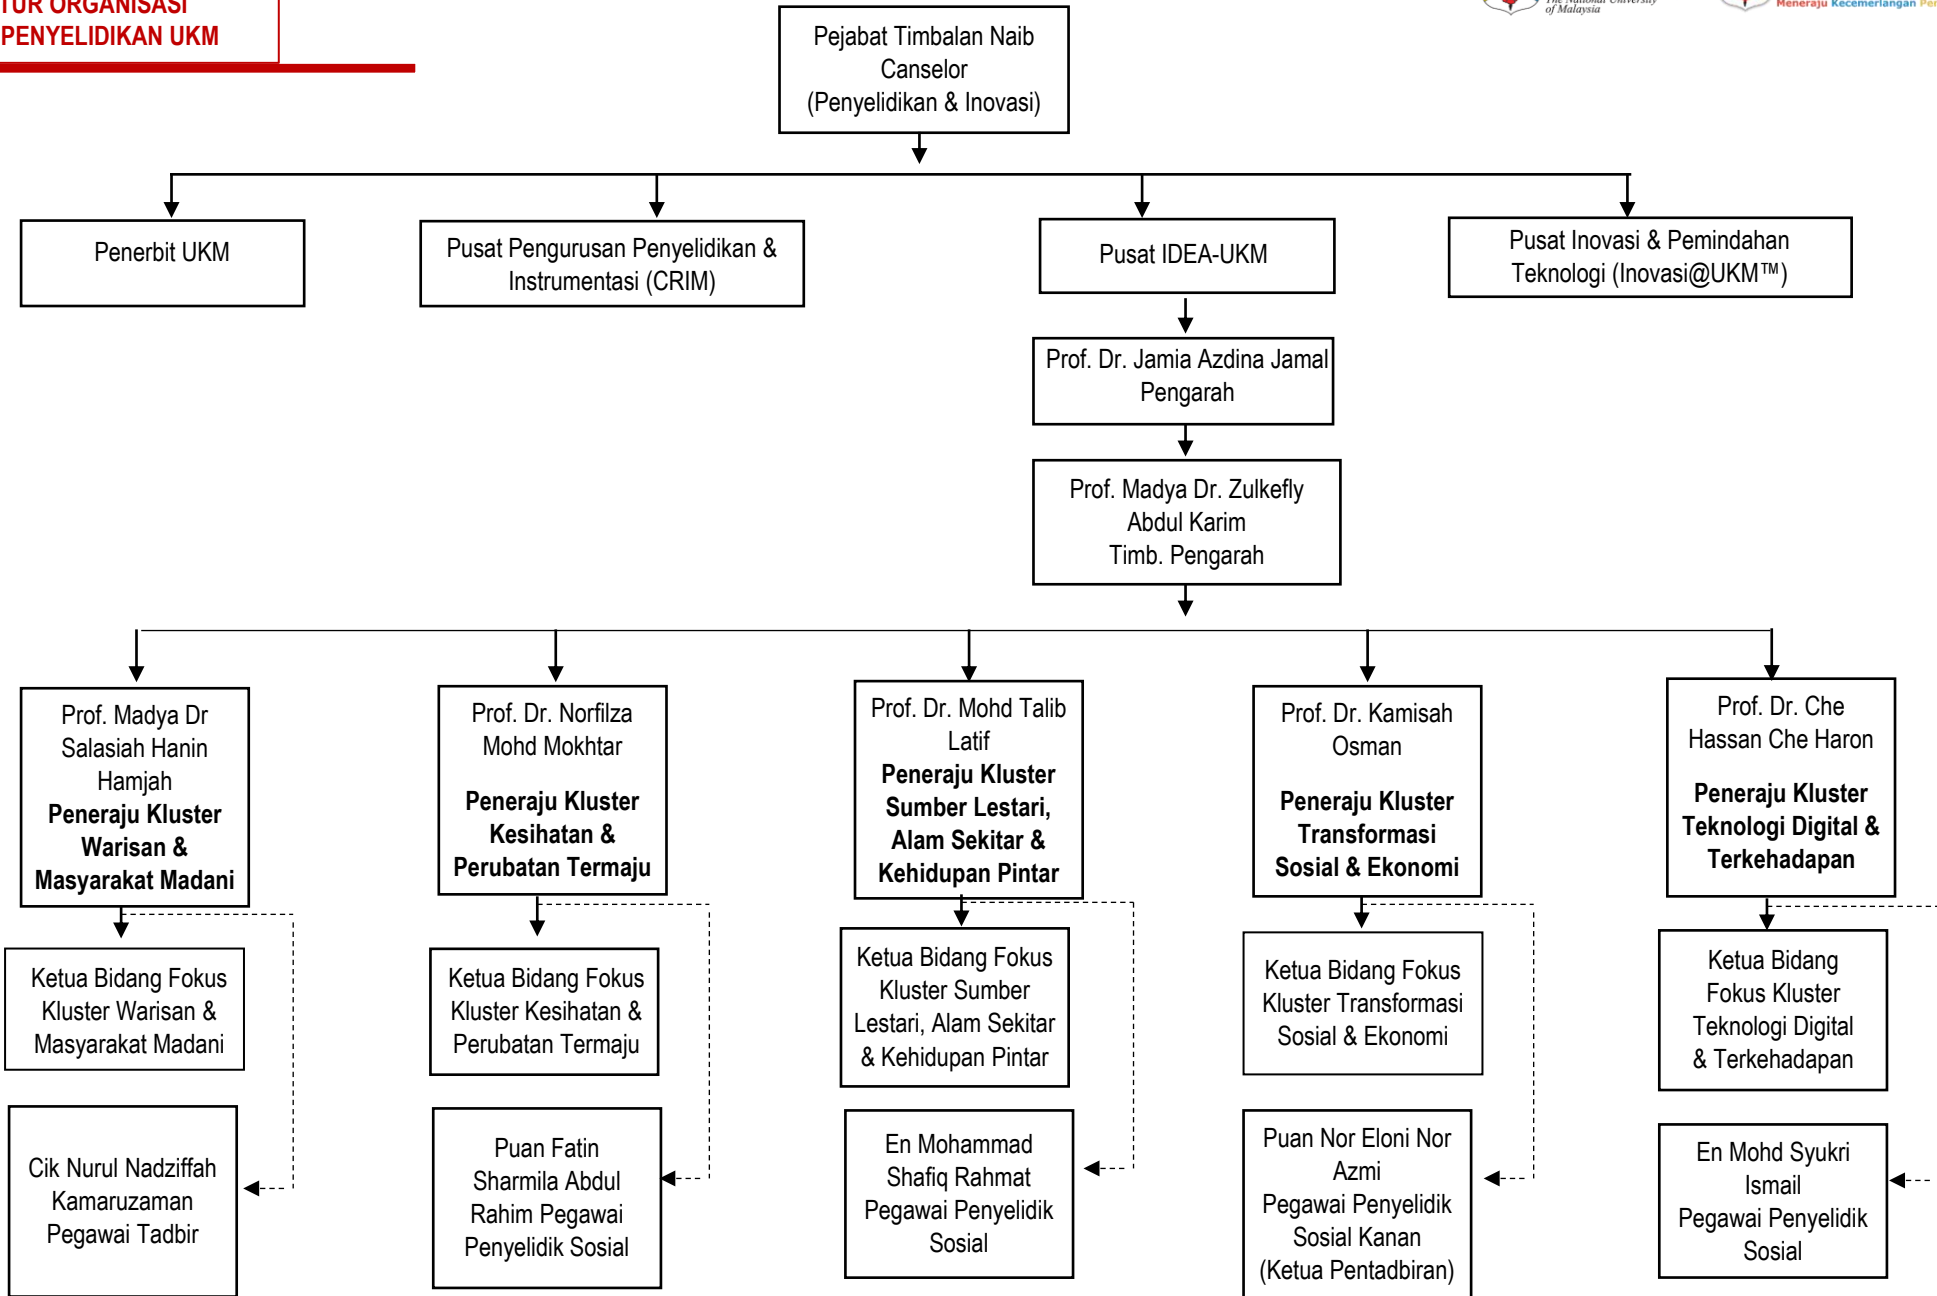 ORGANISASI
PENYELIDIKAN UKM
The National University
of Malaysia
Meneraju Kecemerlangan
Pejabat Timbalan Naib
Canselor
(Penyelidikan & Inovasi)
Penerbit UKM
Pusat Pengurusan Penyelidikan &
Instrumentasi (CRIM)
Pusat IDEA-UKM
Pusat Inovasi & Pemindahan
Teknologi (Inovasi@UKM™)
Prof. Dr. Jamia Azdina Jamal
Pengarah
Prof. Madya Dr. Zulkefly
Abdul Karim
Timb. Pengarah
Prof. Madya Dr
Salasiah Hanin
Hamjah
Peneraju Kluster
Warisan &
Masyarakat Madani
Prof. Dr. Norfilza
Mohd Mokhtar
Peneraju Kluster
Kesihatan &
Perubatan Termaju
Prof. Dr. Mohd Talib
Latif
Peneraju Kluster
Sumber Lestari,
Alam Sekitar &
Kehidupan Pintar
Prof. Dr. Kamisah
Osman
Peneraju Kluster
Transformasi
Sosial & Ekonomi
Prof. Dr. Che
Hassan Che Haron
Peneraju Kluster
Teknologi Digital &
Terkehadapan
Ketua Bidang Fokus
Kluster Warisan &
Masyarakat Madani
Ketua Bidang Fokus
Kluster Kesihatan &
Perubatan Termaju
Ketua Bidang Fokus
Kluster Sumber
Lestari, Alam Sekitar
& Kehidupan Pintar
Ketua Bidang Fokus
Kluster Transformasi
Sosial & Ekonomi
Ketua Bidang
Fokus Kluster
Teknologi Digital
& Terkehadapan
Cik Nurul Nadziffah
Kamaruzaman
Pegawai Tadbir
Puan Fatin
Sharmila Abdul
Rahim Pegawai
Penyelidik Sosial
En Mohammad
Shafiq Rahmat
Pegawai Penyelidik
Sosial
Puan Nor Eloni Nor
Azmi
Pegawai Penyelidik
Sosial Kanan
(Ketua Pentadbiran)
En Mohd Syukri
Ismail
Pegawai Penyelidik
Sosial